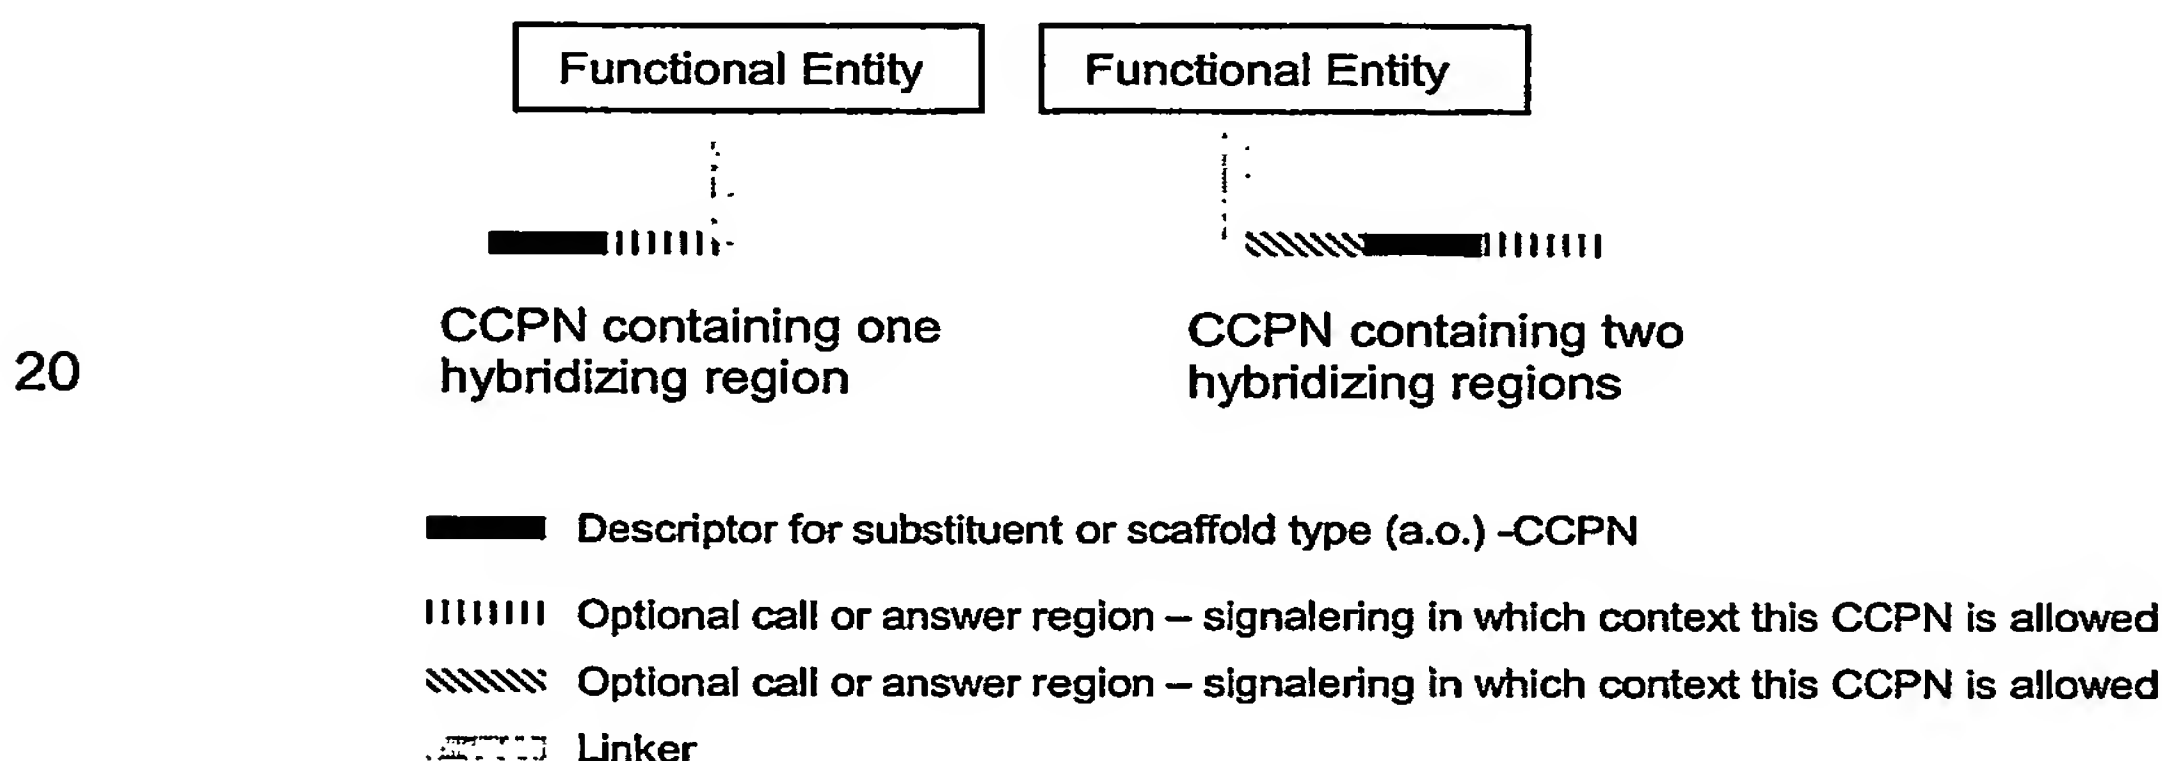 Functional Entity Functional Entity
CCPN containing one
hybridizing region
CCPN containing two
hybridizing regions
20
Descriptor for substituent or scaffold type (a.o.) -CCPN
Optional call or answer region – signalering in which context this CCPN is allowed
Optional call or answer region – signalering in which context this CCPN is allowed
Linker